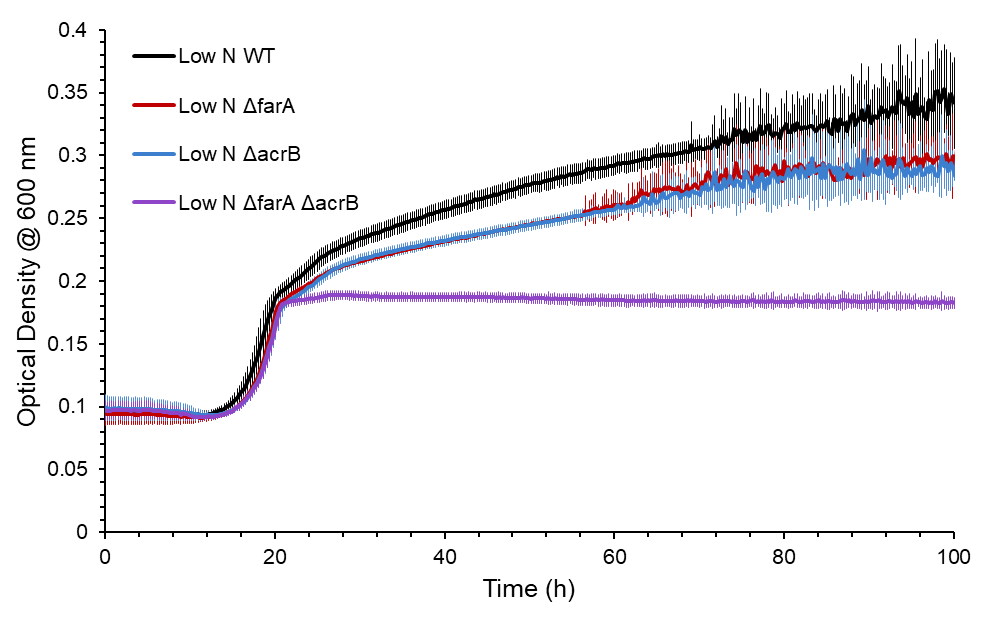 0.4
0.35
0.3
0.25
0.2
0.15
0.1
0.05
0
Optical Density @ 600 nm
Low N WT
Low N ΔfarA
Low N ΔacrB
Low N ΔfarA ΔacrB
0 20 40 60 80 100
Time (h)